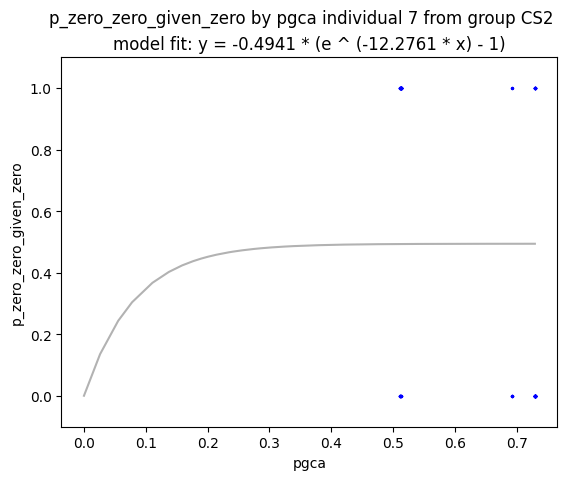 p_zero_zero_given_zero by pgca individual 7 from group CS2
model fit: y = -0.4941 * (e ^ (-12.2761 * x) - 1)
p_zero_zero_given_zero
1.0
0.8
0.6
0.4
0.2
0.0
0.0 0.1 0.2 0.3 0.4 0.5 0.6 0.7
pgca